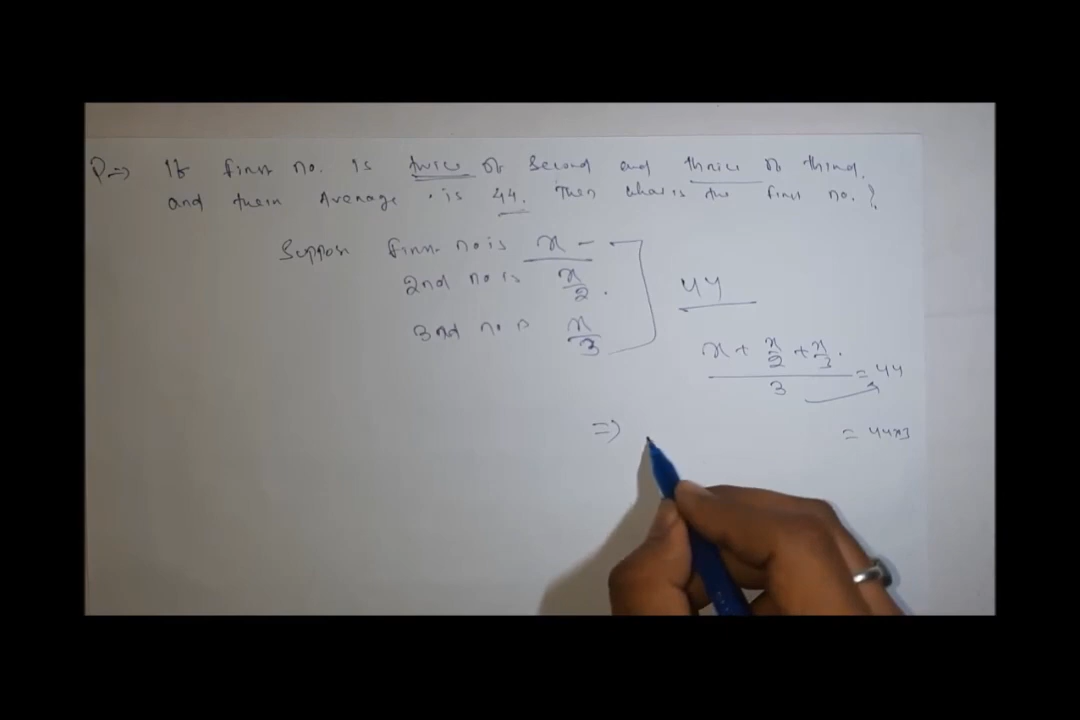 Q⇒ If first no. is twice of second and thrice of third.
and their Average is 44. Then what is the first no.?
Suppose first no is x
2nd no is x/2.
3rd no is x/3
44
(x + x/2 + x/3)/3 = 44
⇒ = 44x3